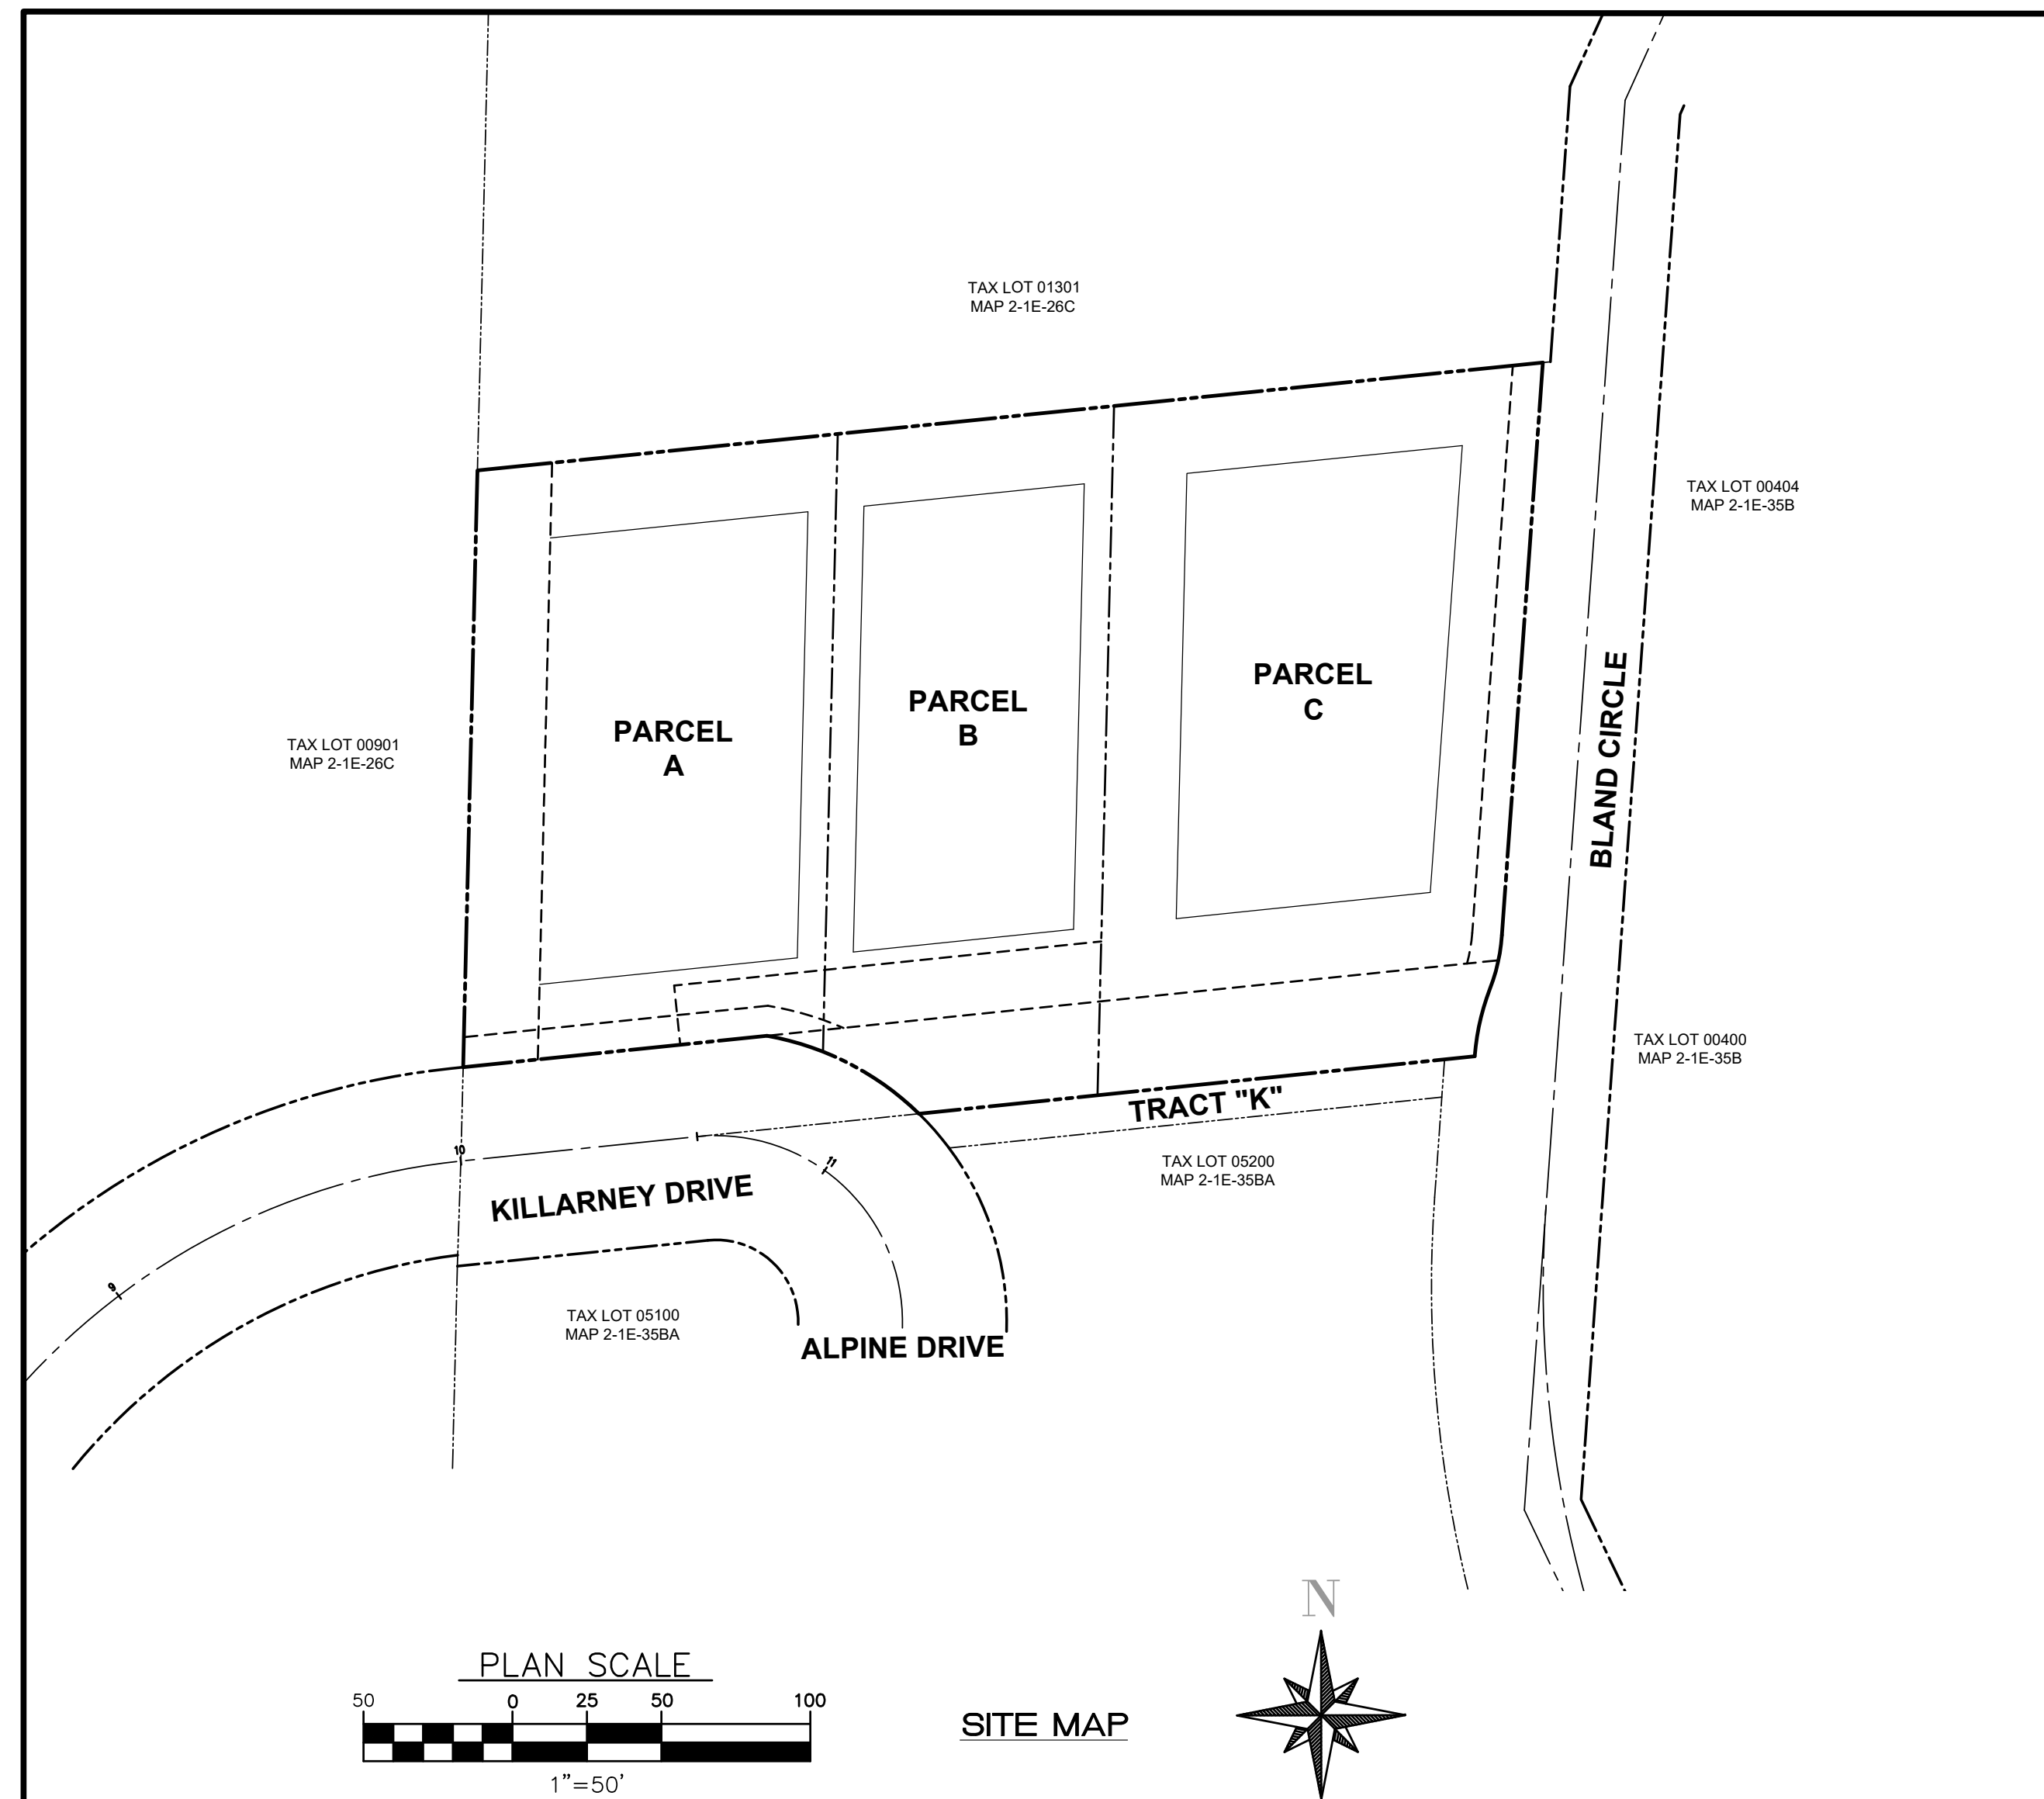 TAX LOT 01301
MAP 2-1E-26C
TAX LOT 00404
MAP 2-1E-35B
PARCEL
A
PARCEL
B
PARCEL
C
TAX LOT 00901
MAP 2-1E-26C
BLAND CIRCLE
TAX LOT 00400
MAP 2-1E-35B
TRACT "K"
10
11
TAX LOT 05200
MAP 2-1E-35BA
KILLARNEY DRIVE
9
TAX LOT 05100
MAP 2-1E-35BA
ALPINE DRIVE
N
PLAN SCALE
50 0 25 50 100
1"=50'
SITE MAP